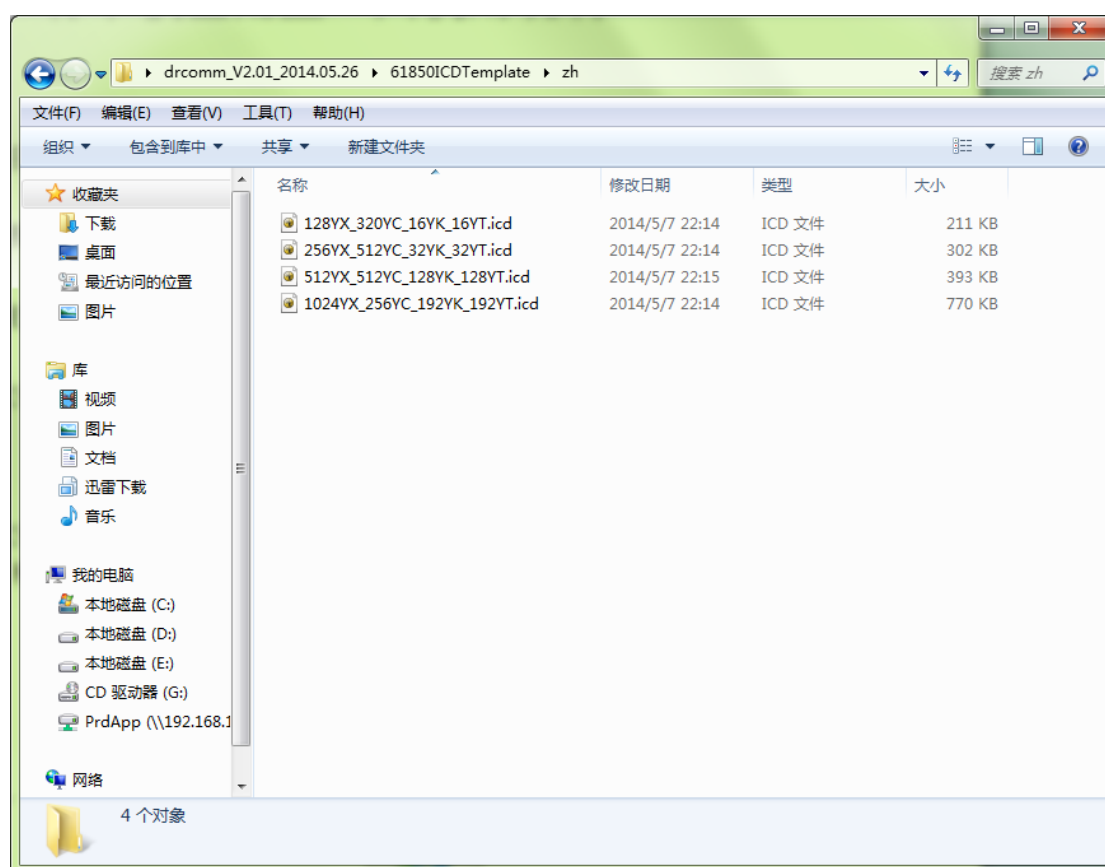 drcomm_V2.01_2014.05.26 61850ICDTemplate zh 搜索 zh
文件(F) 编辑(E) 查看(V) 工具(T) 帮助(H)
组织 包含到库中 共享 新建文件夹
收藏夹
下载
桌面
最近访问的位置
图片
库
视频
图片
文档
迅雷下载
音乐
我的电脑
本地磁盘 (C:)
本地磁盘 (D:)
本地磁盘 (E:)
CD 驱动器 (G:)
PrdApp (\\192.168.1
网络
名称 修改日期 类型 大小
128YX_320YC_16YK_16YT.icd 2014/5/7 22:14 ICD 文件 211 KB
256YX_512YC_32YK_32YT.icd 2014/5/7 22:14 ICD 文件 302 KB
512YX_512YC_128YK_128YT.icd 2014/5/7 22:15 ICD 文件 393 KB
1024YX_256YC_192YK_192YT.icd 2014/5/7 22:14 ICD 文件 770 KB
4 个对象